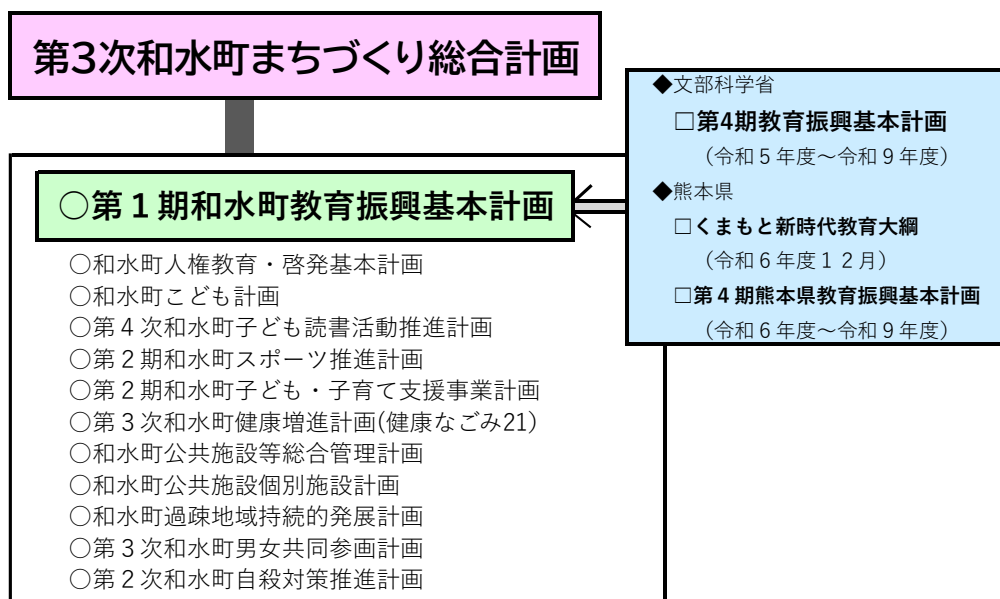 第3次和水町まちづくり総合計画
◆文部科学省
□第4期教育振興基本計画
（令和５年度～令和９年度）
◆熊本県
□くまもと新時代教育大綱
（令和６年度１２月）
□第４期熊本県教育振興基本計画
（令和６年度～令和９年度）
○第１期和水町教育振興基本計画
○和水町人権教育・啓発基本計画
○和水町こども計画
○第４次和水町子ども読書活動推進計画
○第２期和水町スポーツ推進計画
○第２期和水町子ども・子育て支援事業計画
○第３次和水町健康増進計画(健康なごみ21)
○和水町公共施設等総合管理計画
○和水町公共施設個別施設計画
○和水町過疎地域持続的発展計画
○第３次和水町男女共同参画計画
○第２次和水町自殺対策推進計画